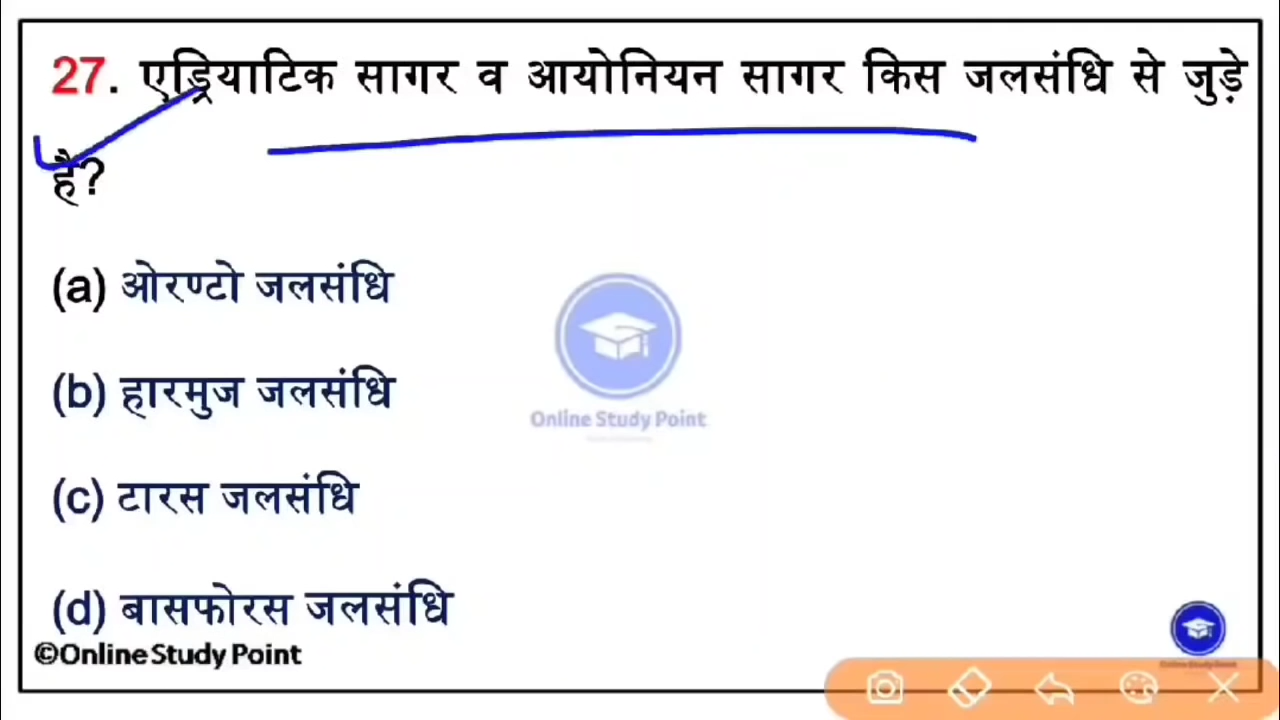 27. एड्रियाटिक सागर व आयोनियन सागर किस जलसंधि से जुड़े
है?
(a) ओरण्टो जलसंधि
(b) हारमुज जलसंधि
Online Study Point
(c) टारस जलसंधि
(d) बासफोरस जलसंधि
©Online Study Point